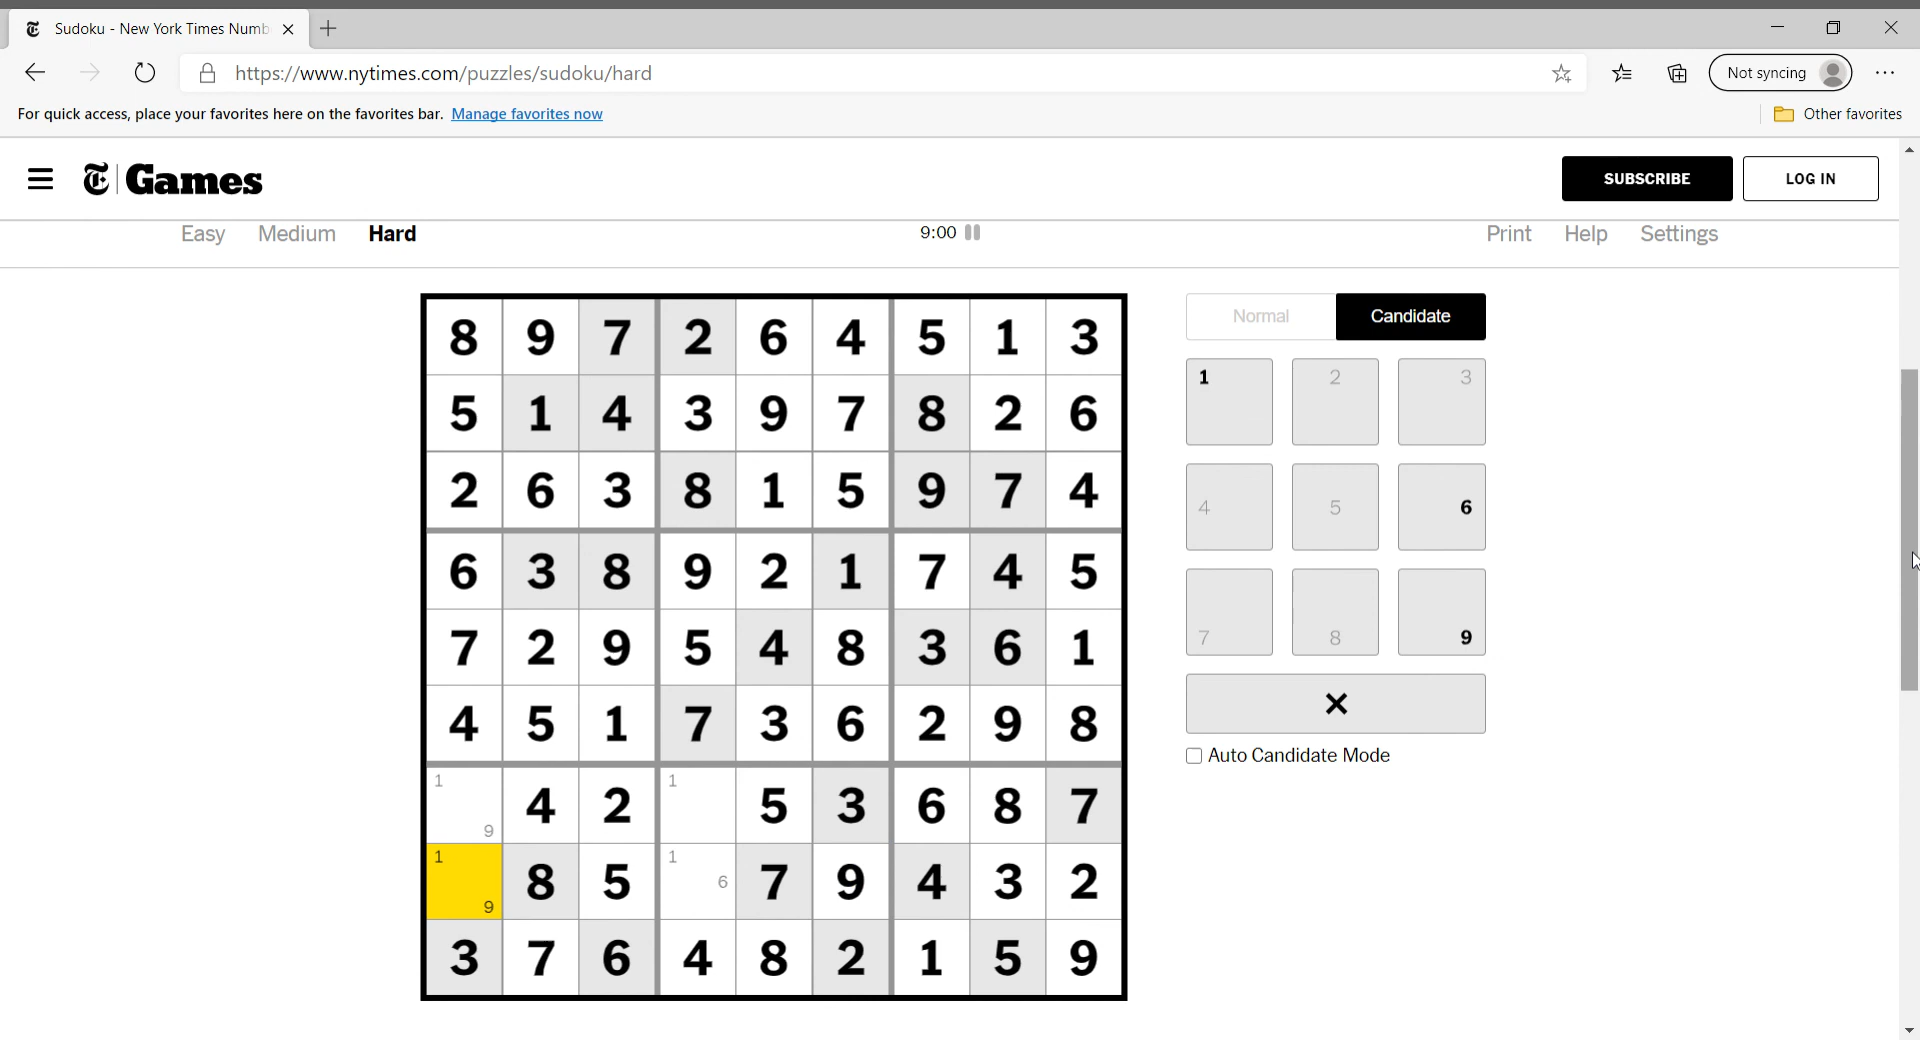 Sudoku - New York Times Numb
https://www.nytimes.com/puzzles/sudoku/hard
Not syncing
For quick access, place your favorites here on the favorites bar. Manage favorites now
Other favorites
T Games
SUBSCRIBE
LOG IN
Easy Medium Hard
9:00
Print Help Settings
Normal Candidate
8 9 7 2 6 4 5 1 3
5 1 4 3 9 7 8 2 6
2 6 3 8 1 5 9 7 4
6 3 8 9 2 1 7 4 5
7 2 9 5 4 8 3 6 1
4 5 1 7 3 6 2 9 8
1 9 4 2 1 5 3 6 8 7
1 9 8 5 1 6 7 9 4 3 2
3 7 6 4 8 2 1 5 9
1 2 3
4 5 6
7 8 9
X
Auto Candidate Mode